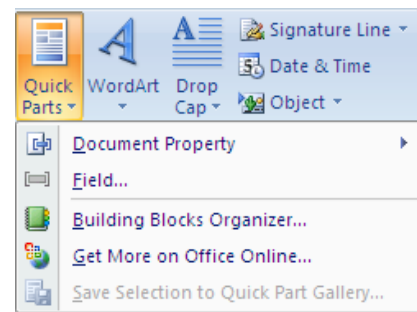 Signature Line
Date & Time
Quick Parts
WordArt
Drop Cap
Object
Document Property
Field...
Building Blocks Organizer...
Get More on Office Online...
Save Selection to Quick Part Gallery...